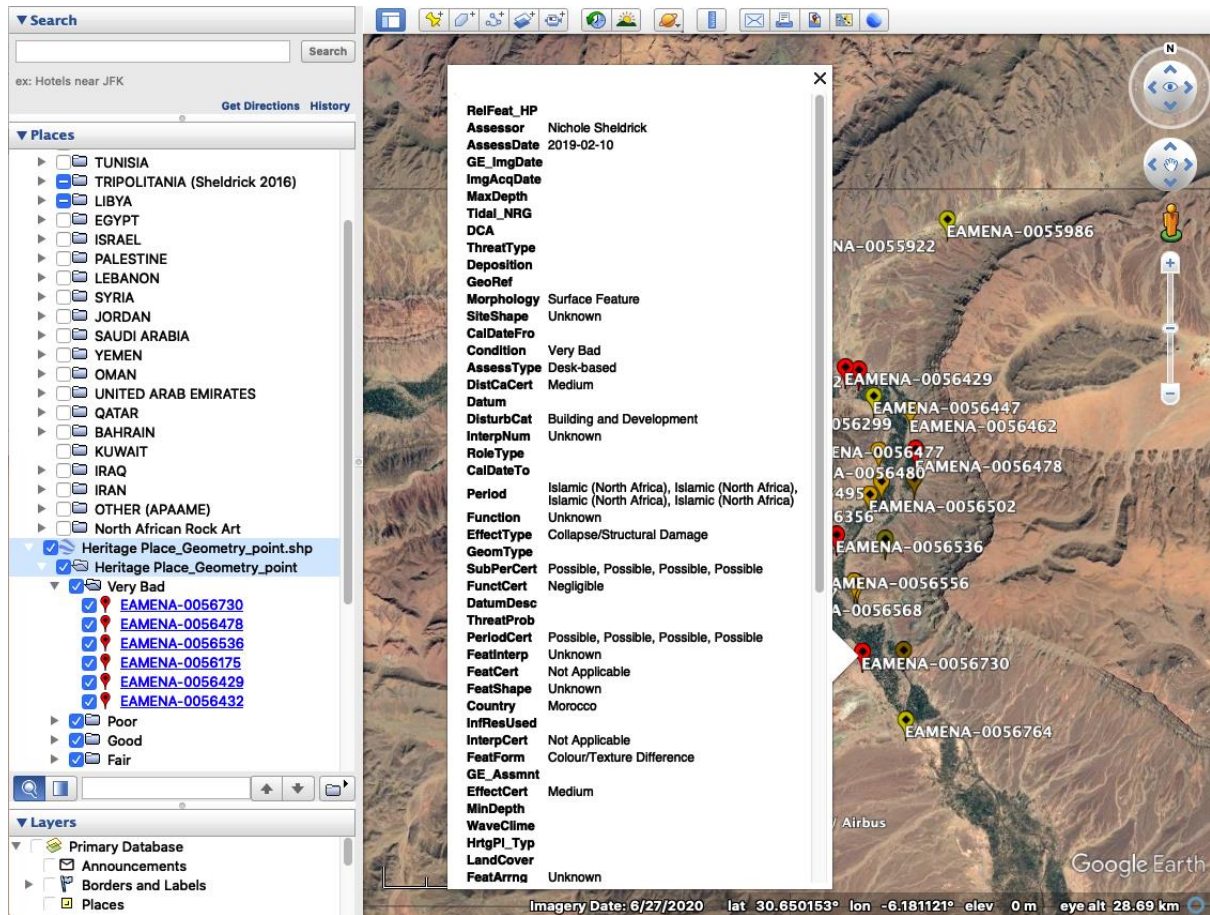 Search
Search
ex: Hotels near JFK
Get Directions History
Places
TUNISIA
TRIPOLITANIA (Sheldrick 2016)
LIBYA
EGYPT
ISRAEL
PALESTINE
LEBANON
SYRIA
JORDAN
SAUDI ARABIA
YEMEN
OMAN
UNITED ARAB EMIRATES
QATAR
BAHRAIN
KUWAIT
IRAQ
IRAN
OTHER (APAAME)
North African Rock Art
Heritage Place_Geometry_point.shp
Heritage Place_Geometry_point
Very Bad
EAMENA-0056730
EAMENA-0056478
EAMENA-0056536
EAMENA-0056175
EAMENA-0056429
EAMENA-0056432
Poor
Good
Fair
Layers
Primary Database
Announcements
Borders and Labels
Places
RelFeat_HP
Assessor Nichole Sheldrick
AssessDate 2019-02-10
GE_ImgDate
ImgAcqDate
MaxDepth
Tidal_NRG
DCA
ThreatType
Deposition
GeoRef
Morphology Surface Feature
SiteShape Unknown
CalDateFro
Condition Very Bad
AssessType Desk-based
DistCaCert Medium
Datum
DisturbCat Building and Development
InterpNum Unknown
RoleType
CalDateTo
Period Islamic (North Africa), Islamic (North Africa),
Islamic (North Africa), Islamic (North Africa)
Function Unknown
EffectType Collapse/Structural Damage
GeomType
SubPerCert Possible, Possible, Possible, Possible
FunctCert Negligible
DatumDesc
ThreatProb
PeriodCert Possible, Possible, Possible, Possible
FeatInterp Unknown
FeatCert Not Applicable
FeatShape Unknown
Country Morocco
InfResUsed
InterpCert Not Applicable
FeatForm Colour/Texture Difference
GE_Assmnt
EffectCert Medium
MinDepth
WaveClime
HrtgPl_Typ
LandCover
FeatArrng Unknown
N
EAMENA-0055986
NA-0055922
EAMENA-0056429
EAMENA-0056447
056299 EAMENA-0056462
ENA-0056477
EAMENA-0056478
A-0056480
495 EAMENA-0056502
6356
EAMENA-0056536
AMENA-0056556
A-0056568
EAMENA-0056730
EAMENA-0056764
/ Airbus
Google Earth
Imagery Date: 6/27/2020 lat 30.650153° lon -6.181121° elev 0 m eye alt 28.69 km